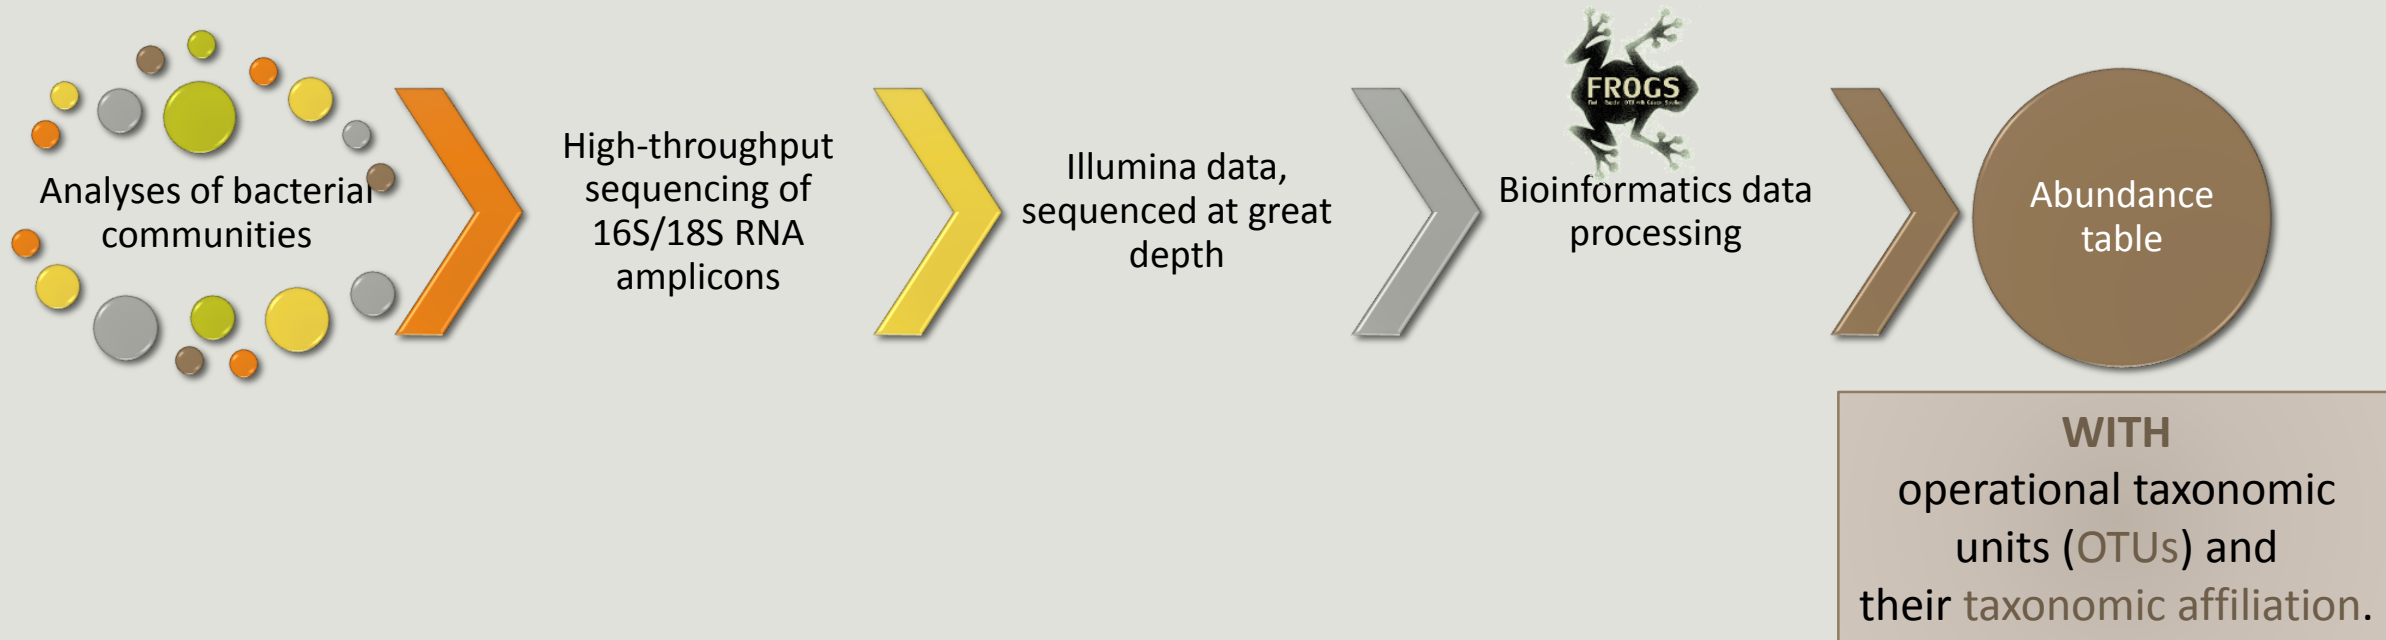 Analyses of bacterial
communities
High-throughput
sequencing of
16S/18S RNA
amplicons
Illumina data,
sequenced at great
depth
FROGS
Bioinformatics data
processing
Abundance
table
WITH
operational taxonomic
units (OTUs) and
their taxonomic affiliation.